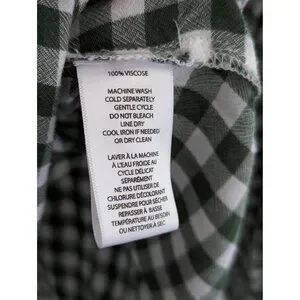 100% VISCOSE
MACHINE WASH
COLD SEPARATELY
GENTLE CYCLE
DO NOT BLEACH
LINE DRY
COOL IRON IF NEEDED
OR DRY CLEAN
LAVER À LA MACHINE
À L'EAU FROIDE AU
CYCLE DÉLICAT
SÉPARÉMENT
NE PAS UTILISER DE
CHLORURE DÉCOLORANT
SUSPENDRE POUR SÉCHER
REPASSER À BASSE
TEMPÉRATURE AU BESOIN
OU NETTOYER À SEC